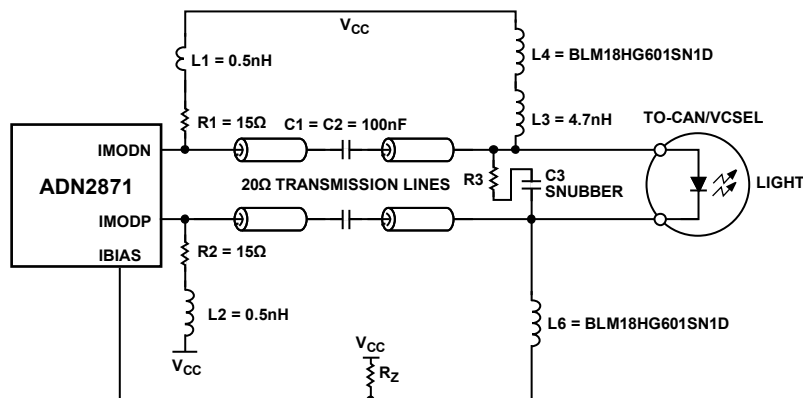 VCC
L1 = 0.5nH
L4 = BLM18HG601SN1D
R1 = 15Ω
C1 = C2 = 100nF
L3 = 4.7nH
TO-CAN/VCSEL
IMODN
ADN2871
20Ω TRANSMISSION LINES
R3
C3
SNUBBER
LIGHT
IMODP
IBIAS
R2 = 15Ω
L2 = 0.5nH
L6 = BLM18HG601SN1D
VCC
VCC
RZ